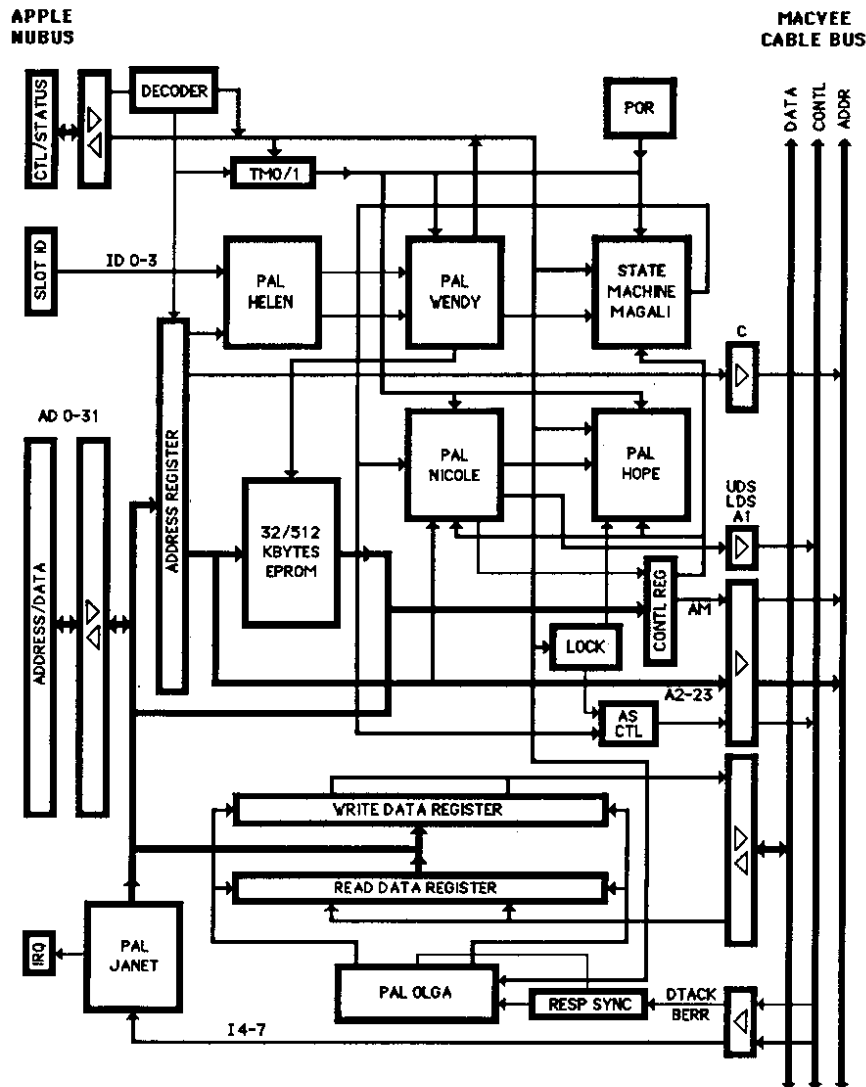 APPLE
NUBUS
MACVEE
CABLE BUS
CTL/STATUS
DECODER
POR
DATA
CONTL
ADDR
TMO/1
SLOT ID
ID 0-3
PAL
HELEN
PAL
WENDY
STATE
MACHINE
MAGALI
C
AD 0-31
ADDRESS REGISTER
PAL
NICOLE
PAL
HOPE
UDS
LDS
A1
32/512
KBYTES
EPROM
ADDRESS/DATA
CONTL REG
AM
LOCK
A2-23
AS
CTL
WRITE DATA REGISTER
READ DATA REGISTER
IRQ
PAL
JANET
PAL OLGA
RESP SYNC
DTACK
BERR
I 4-7